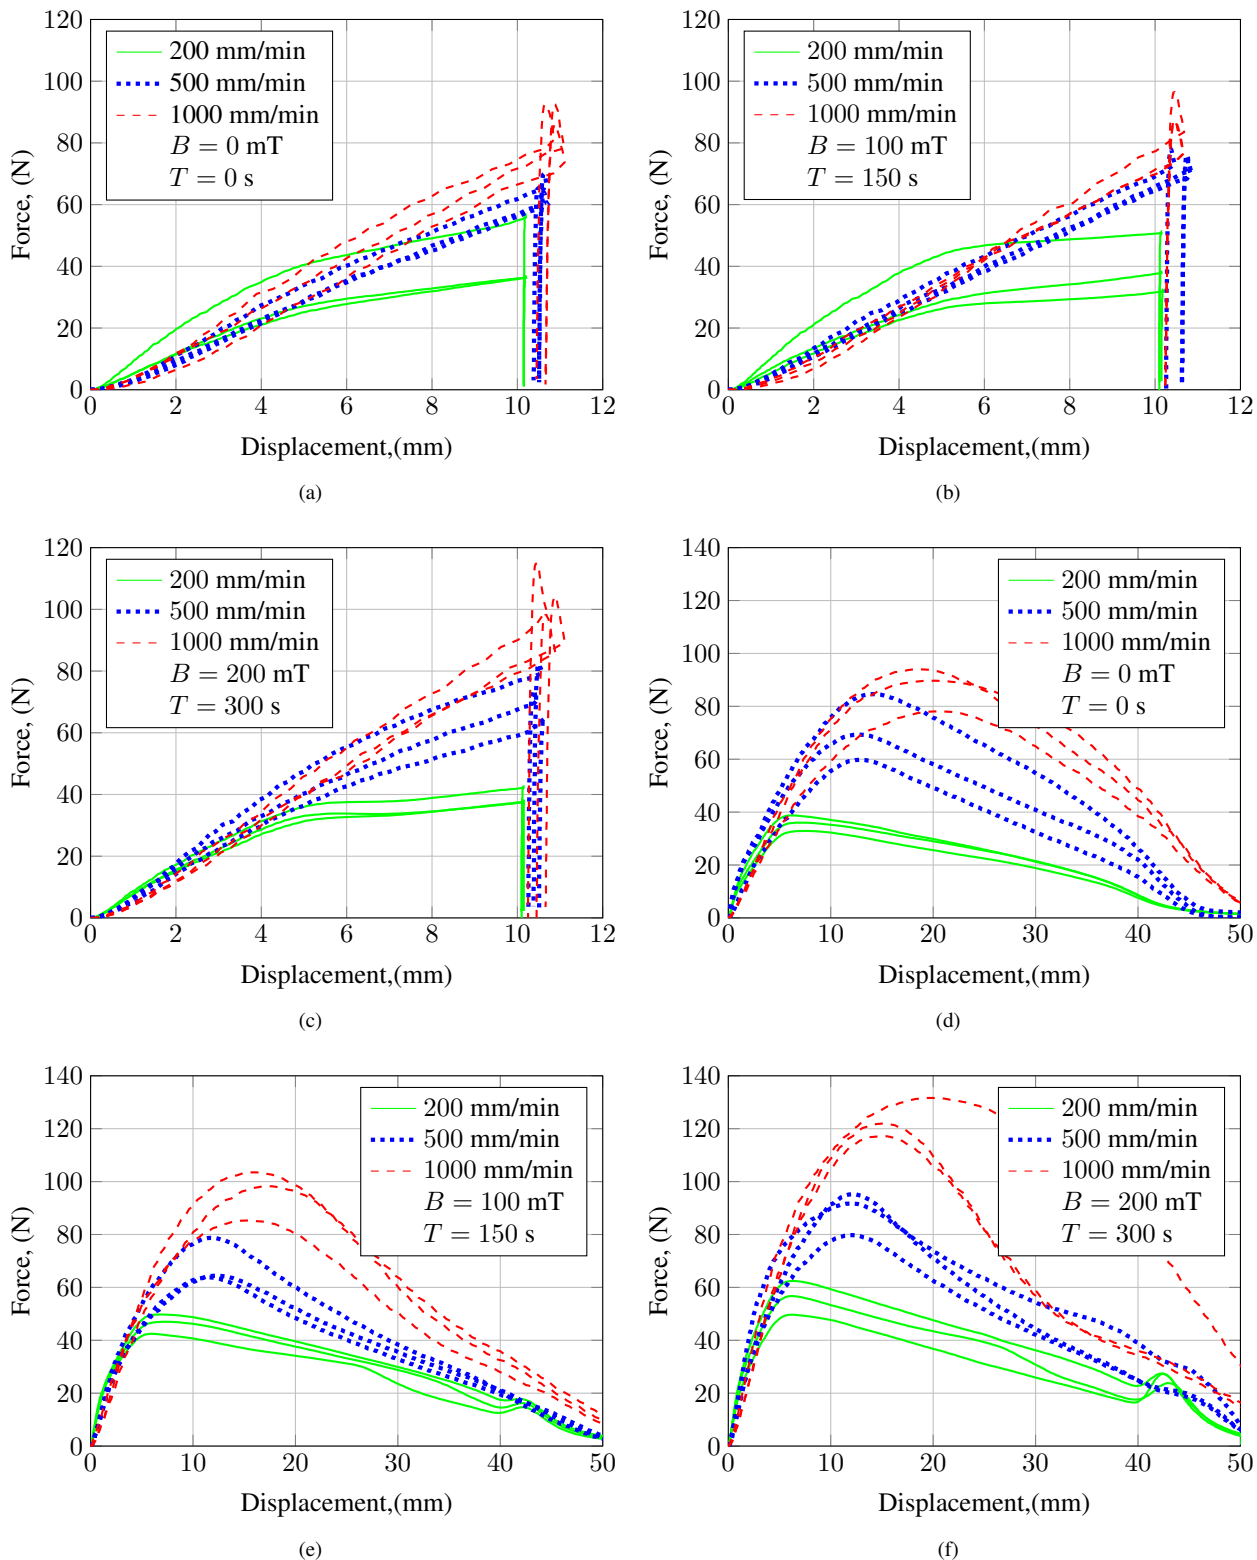 120
100
80
60
40
20
0
Force, (N)
200 mm/min
500 mm/min
1000 mm/min
B = 0 mT
T = 0 s
0 2 4 6 8 10 12
Displacement,(mm)
(a)
120
100
80
60
40
20
0
Force, (N)
200 mm/min
500 mm/min
1000 mm/min
B = 100 mT
T = 150 s
0 2 4 6 8 10 12
Displacement,(mm)
(b)
120
100
80
60
40
20
0
Force, (N)
200 mm/min
500 mm/min
1000 mm/min
B = 200 mT
T = 300 s
0 2 4 6 8 10 12
Displacement,(mm)
(c)
140
120
100
80
60
40
20
0
Force, (N)
200 mm/min
500 mm/min
1000 mm/min
B = 0 mT
T = 0 s
0 10 20 30 40 50
Displacement,(mm)
(d)
140
120
100
80
60
40
20
0
Force, (N)
200 mm/min
500 mm/min
1000 mm/min
B = 100 mT
T = 150 s
0 10 20 30 40 50
Displacement,(mm)
(e)
140
120
100
80
60
40
20
0
Force, (N)
200 mm/min
500 mm/min
1000 mm/min
B = 200 mT
T = 300 s
0 10 20 30 40 50
Displacement,(mm)
(f)